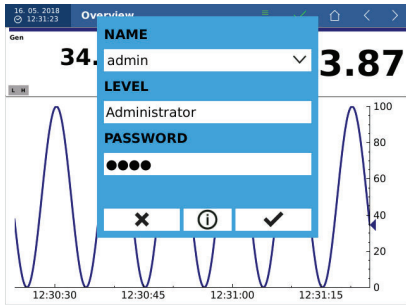 16. 05. 2018
12:31:23
Overview
Gen
34.
3.87
L H
NAME
admin
LEVEL
Administrator
PASSWORD
●●●●
100
80
60
40
20
0
12:30:30 12:30:45 12:31:00 12:31:15